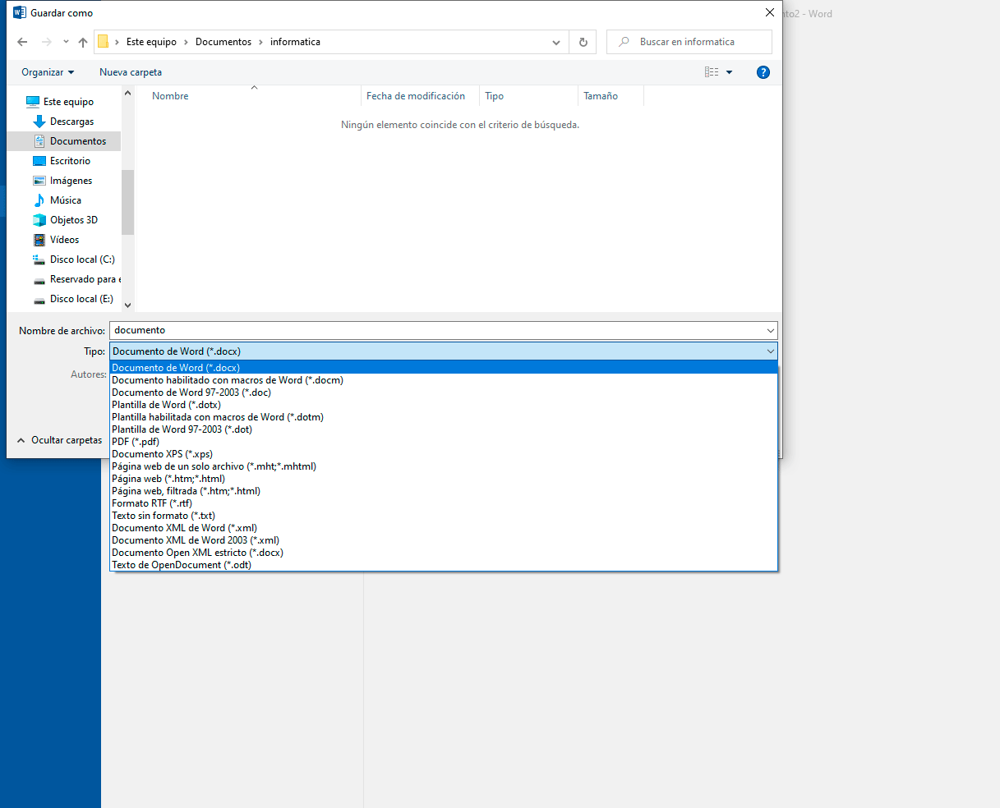 Guardar como
nto2 - Word
Este equipo > Documentos > informatica
Buscar en informatica
Organizar
Nueva carpeta
Nombre
Fecha de modificación
Tipo
Tamaño
Ningún elemento coincide con el criterio de búsqueda.
Este equipo
Descargas
Documentos
Escritorio
Imágenes
Música
Objetos 3D
Vídeos
Disco local (C:)
Reservado para e
Disco local (E:)
Nombre de archivo: documento
Tipo: Documento de Word (*.docx)
Autores:
Documento de Word (*.docx)
Documento habilitado con macros de Word (*.docm)
Documento de Word 97-2003 (*.doc)
Plantilla de Word (*.dotx)
Plantilla habilitada con macros de Word (*.dotm)
Plantilla de Word 97-2003 (*.dot)
PDF (*.pdf)
Documento XPS (*.xps)
Página web de un solo archivo (*.mht;*.mhtml)
Página web (*.htm;*.html)
Página web, filtrada (*.htm;*.html)
Formato RTF (*.rtf)
Texto sin formato (*.txt)
Documento XML de Word (*.xml)
Documento XML de Word 2003 (*.xml)
Documento Open XML estricto (*.docx)
Texto de OpenDocument (*.odt)
Ocultar carpetas